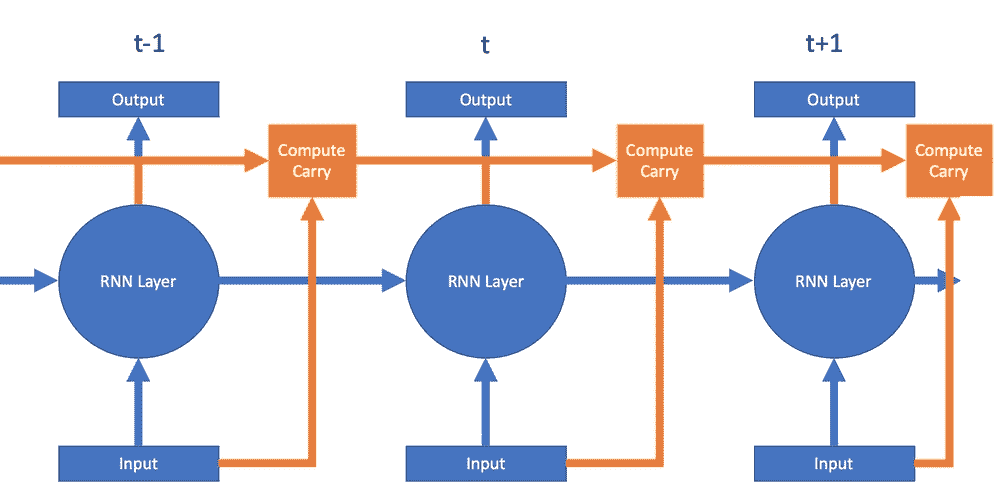 t-1
t
t+1
Output
Output
Output
Compute
Carry
Compute
Carry
Compute
Carry
RNN Layer
RNN Layer
RNN Layer
Input
Input
Input